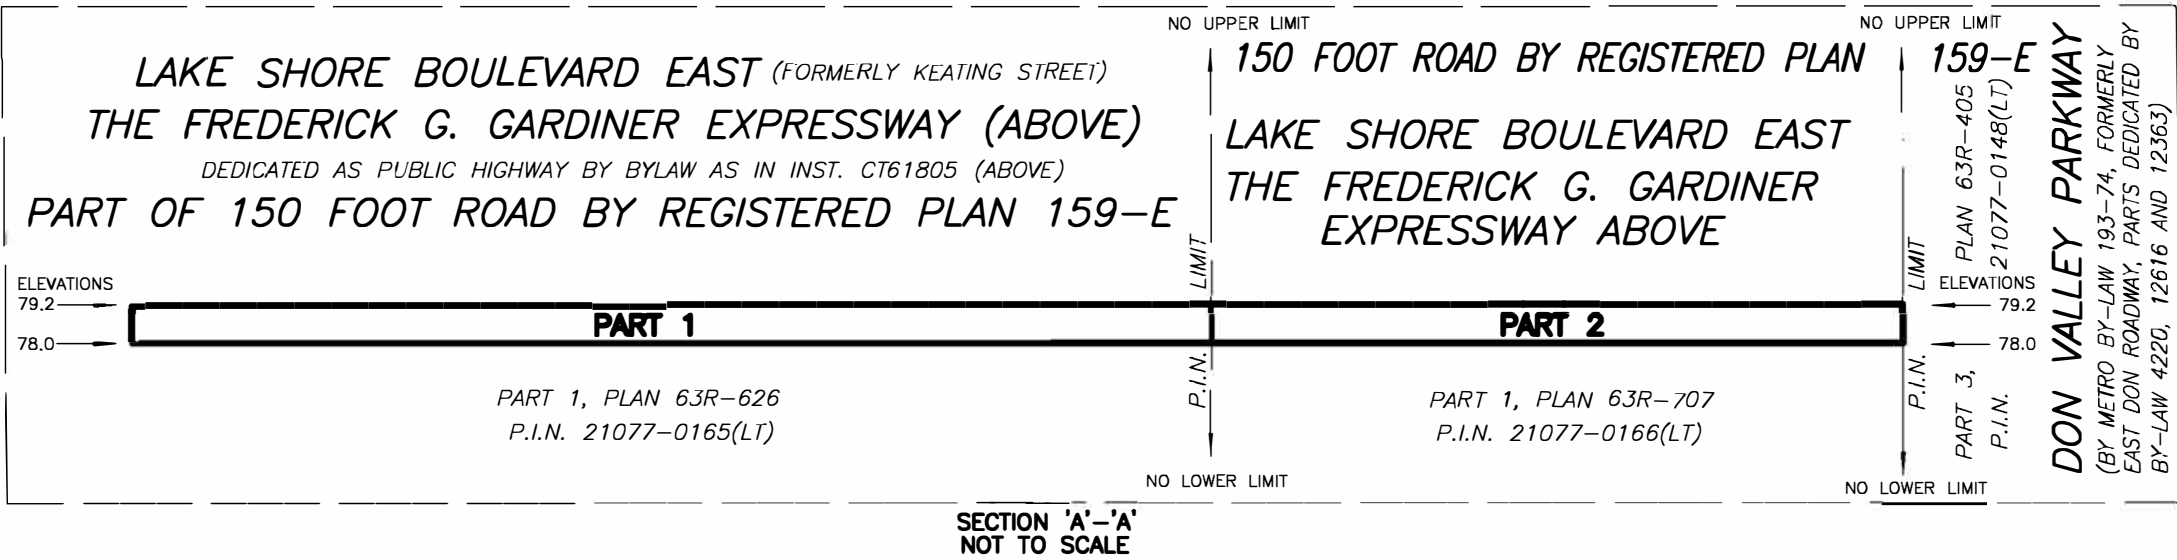 NO UPPER LIMIT
NO UPPER LIMIT
LAKE SHORE BOULEVARD EAST (FORMERLY KEATING STREET)
THE FREDERICK G. GARDINER EXPRESSWAY (ABOVE)
DEDICATED AS PUBLIC HIGHWAY BY BYLAW AS IN INST. CT61805 (ABOVE)
PART OF 150 FOOT ROAD BY REGISTERED PLAN 159-E
150 FOOT ROAD BY REGISTERED PLAN 159-E
LAKE SHORE BOULEVARD EAST
THE FREDERICK G. GARDINER
EXPRESSWAY ABOVE
ELEVATIONS
79.2
78.0
PART 1
PART 2
ELEVATIONS
79.2
78.0
P.I.N. LIMIT
P.I.N. LIMIT
PART 1, PLAN 63R-626
P.I.N. 21077-0165(LT)
PART 1, PLAN 63R-707
P.I.N. 21077-0166(LT)
PART 3, PLAN 63R-405
P.I.N. 21077-0148(LT)
DON VALLEY PARKWAY
(BY METRO BY-LAW 193-74, FORMERLY
EAST DON ROADWAY, PARTS DEDICATED BY
BY-LAW 4220, 12616 AND 12363)
NO LOWER LIMIT
NO LOWER LIMIT
SECTION 'A'-'A'
NOT TO SCALE